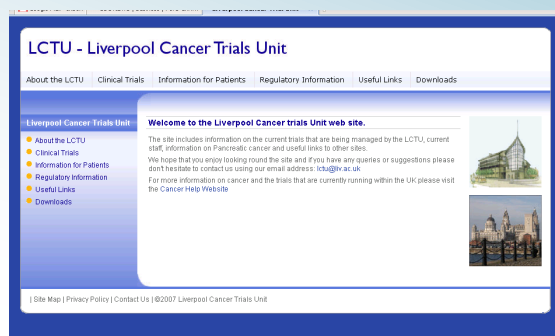 LCTU - Liverpool Cancer Trials Unit
About the LCTU Clinical Trials Information for Patients Regulatory Information Useful Links Downloads
Liverpool Cancer Trials Unit
About the LCTU
Clinical Trials
Information for Patients
Regulatory Information
Useful Links
Downloads
Welcome to the Liverpool Cancer trials Unit web site.
The site includes information on the current trials that are being managed by the LCTU, current
staff, information on Pancreatic cancer and useful links to other sites.
We hope that you enjoy looking round the site and if you have any queries or suggestions please
don't hesitate to contact us using our email address: lctu@liv.ac.uk
For more information on cancer and the trials that are currently running within the UK please visit
the Cancer Help Website
| Site Map | Privacy Policy | Contact Us | ©2007 Liverpool Cancer Trials Unit